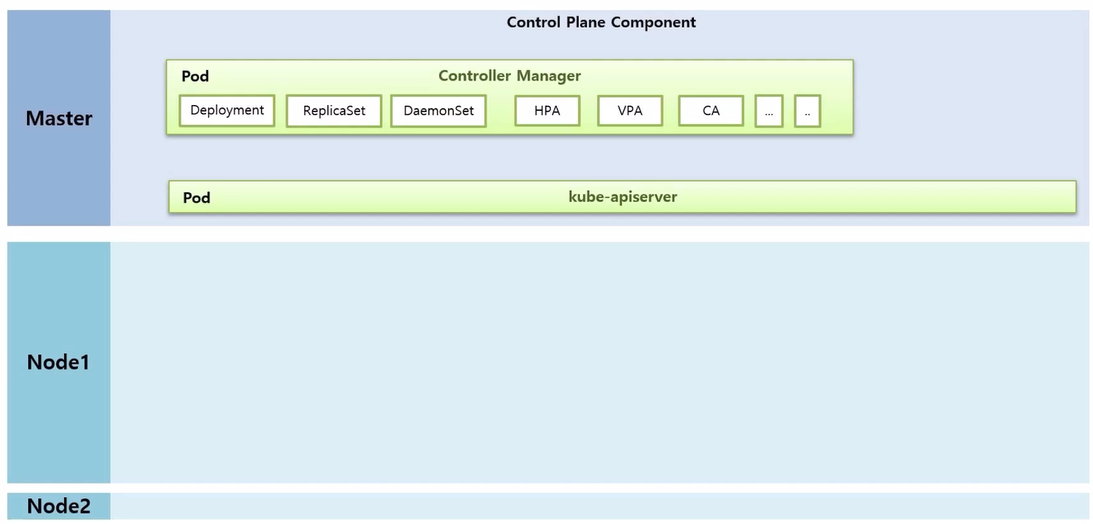 Control Plane Component
Master
Pod
Controller Manager
Deployment
ReplicaSet
DaemonSet
HPA
VPA
CA
...
..
Pod
kube-apiserver
Node1
Node2